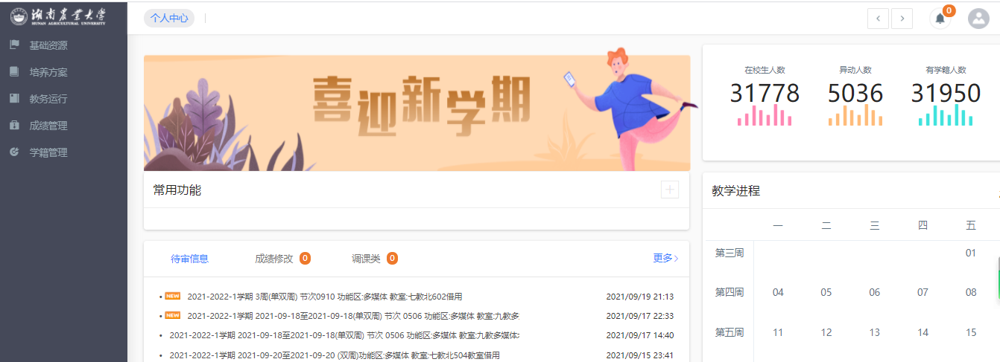 湖南农业大学
HUNAN AGRICULTURAL UNIVERSITY
基础资源
培养方案
教务运行
成绩管理
学籍管理
个人中心
0
喜迎新学期
在校生人数
31778
异动人数
5036
有学籍人数
31950
常用功能
待审信息 成绩修改 0 调课类 0 更多
• NEW 2021-2022-1学期 3周(单双周) 节次0910 功能区:多媒体 教室:七教北602借用 2021/09/19 21:13
• NEW 2021-2022-1学期 2021-09-18至2021-09-18(单双周) 节次 0506 功能区:多媒体 教室:九教多 2021/09/17 22:33
• 2021-2022-1学期 2021-09-18至2021-09-18(单双周) 节次 0506 功能区:多媒体 教室:九教多媒体 2021/09/17 14:40
• 2021-2022-1学期 2021-09-20至2021-09-20 (双周)功能区:多媒体 教室:七教北504教室借用 2021/09/15 23:41
教学进程
一 二 三 四 五
第三周 01
第四周 04 05 06 07 08
第五周 11 12 13 14 15